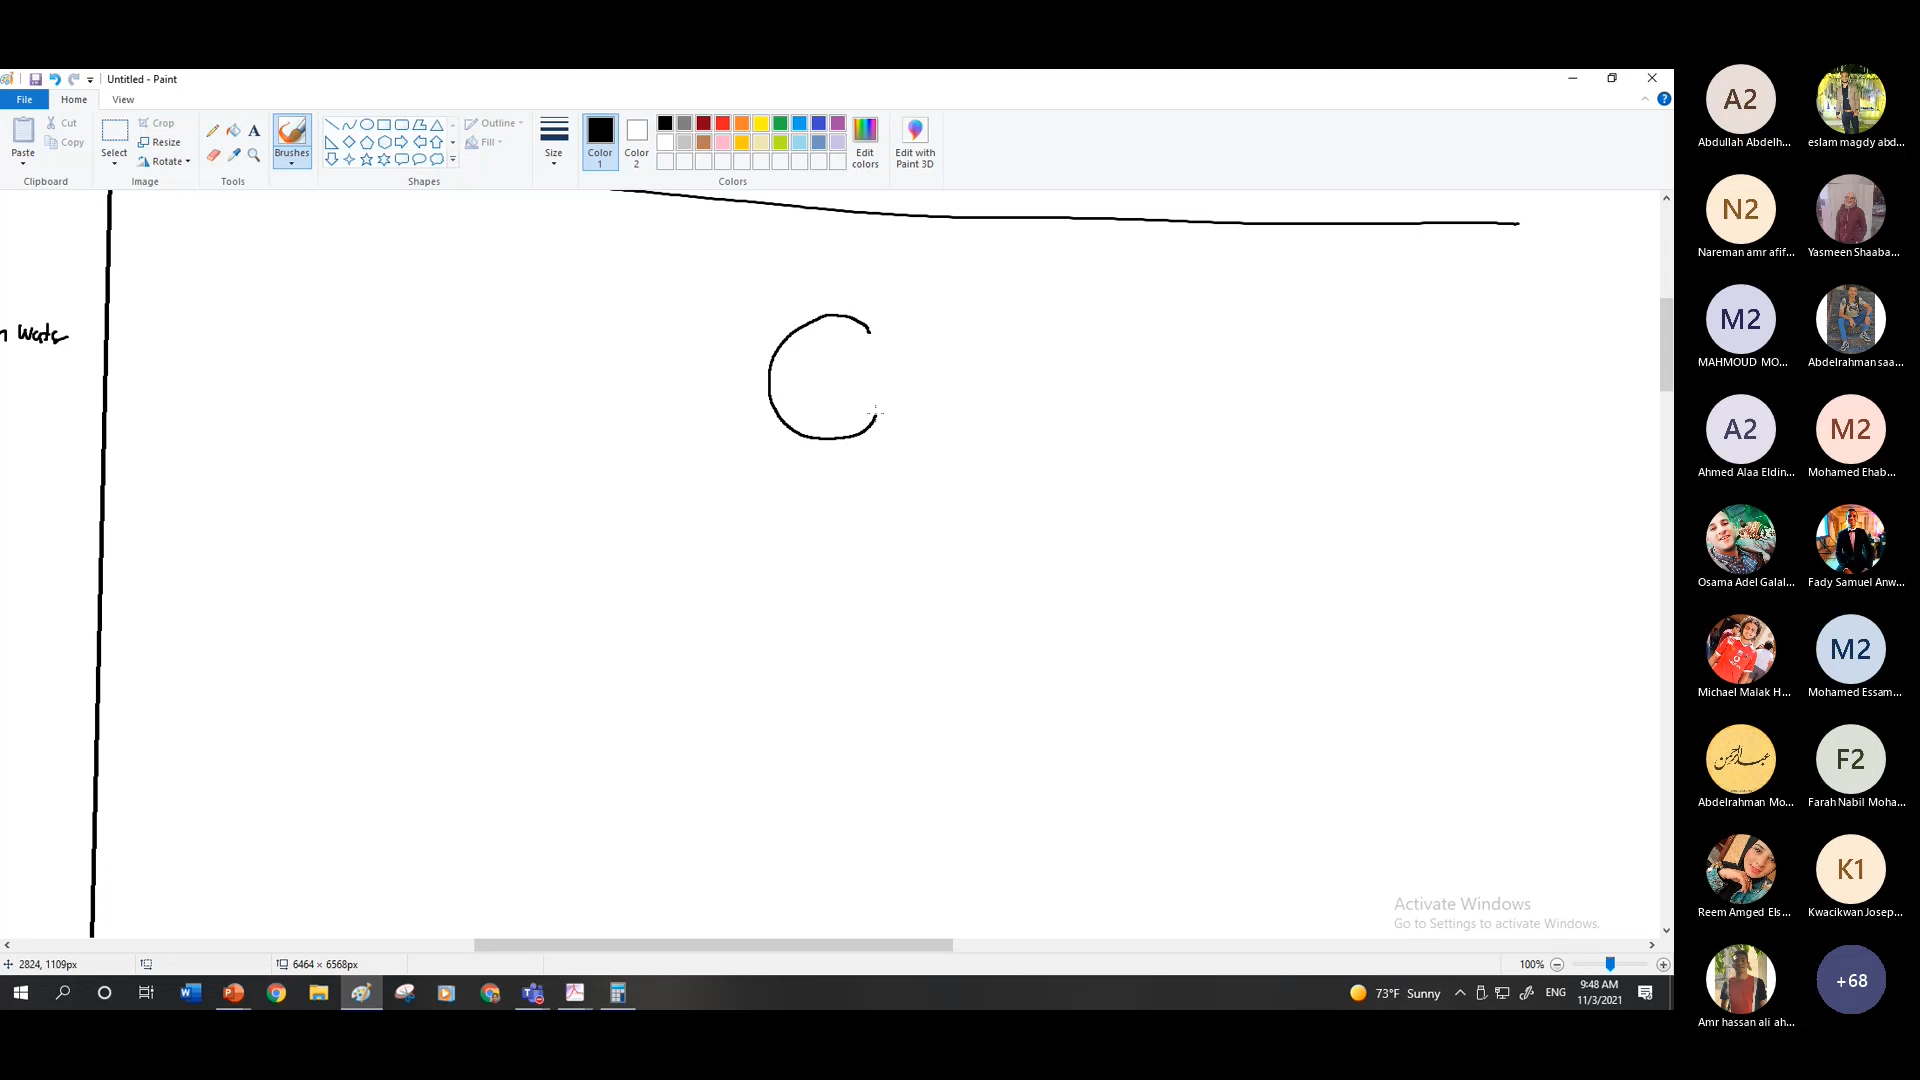 Untitled - Paint
File Home View
Paste
Cut
Copy
Clipboard
Select
Crop
Resize
Rotate
Image
A
Tools
Brushes
Outline
Fill
Shapes
Size
Color 1
Color 2
Edit colors
Colors
Edit with Paint 3D
C
Activate Windows
Go to Settings to activate Windows.
2824, 1109px
6464 × 6568px
100%
73°F Sunny
ENG
9:48 AM
11/3/2021
A2
Abdullah Abdelh...
eslam magdy abd...
N2
Nareman amr afif...
Yasmeen Shaaba...
M2
MAHMOUD MO...
Abdelrahman saa...
A2
Ahmed Alaa Eldin...
M2
Mohamed Ehab...
Osama Adel Galal...
Fady Samuel Anw...
Michael Malak H...
M2
Mohamed Essam...
عبدالرحمن
Abdelrahman Mo...
F2
Farah Nabil Moha...
Reem Amged Els...
K1
Kwacikwan Josep...
Amr hassan ali ah...
+68